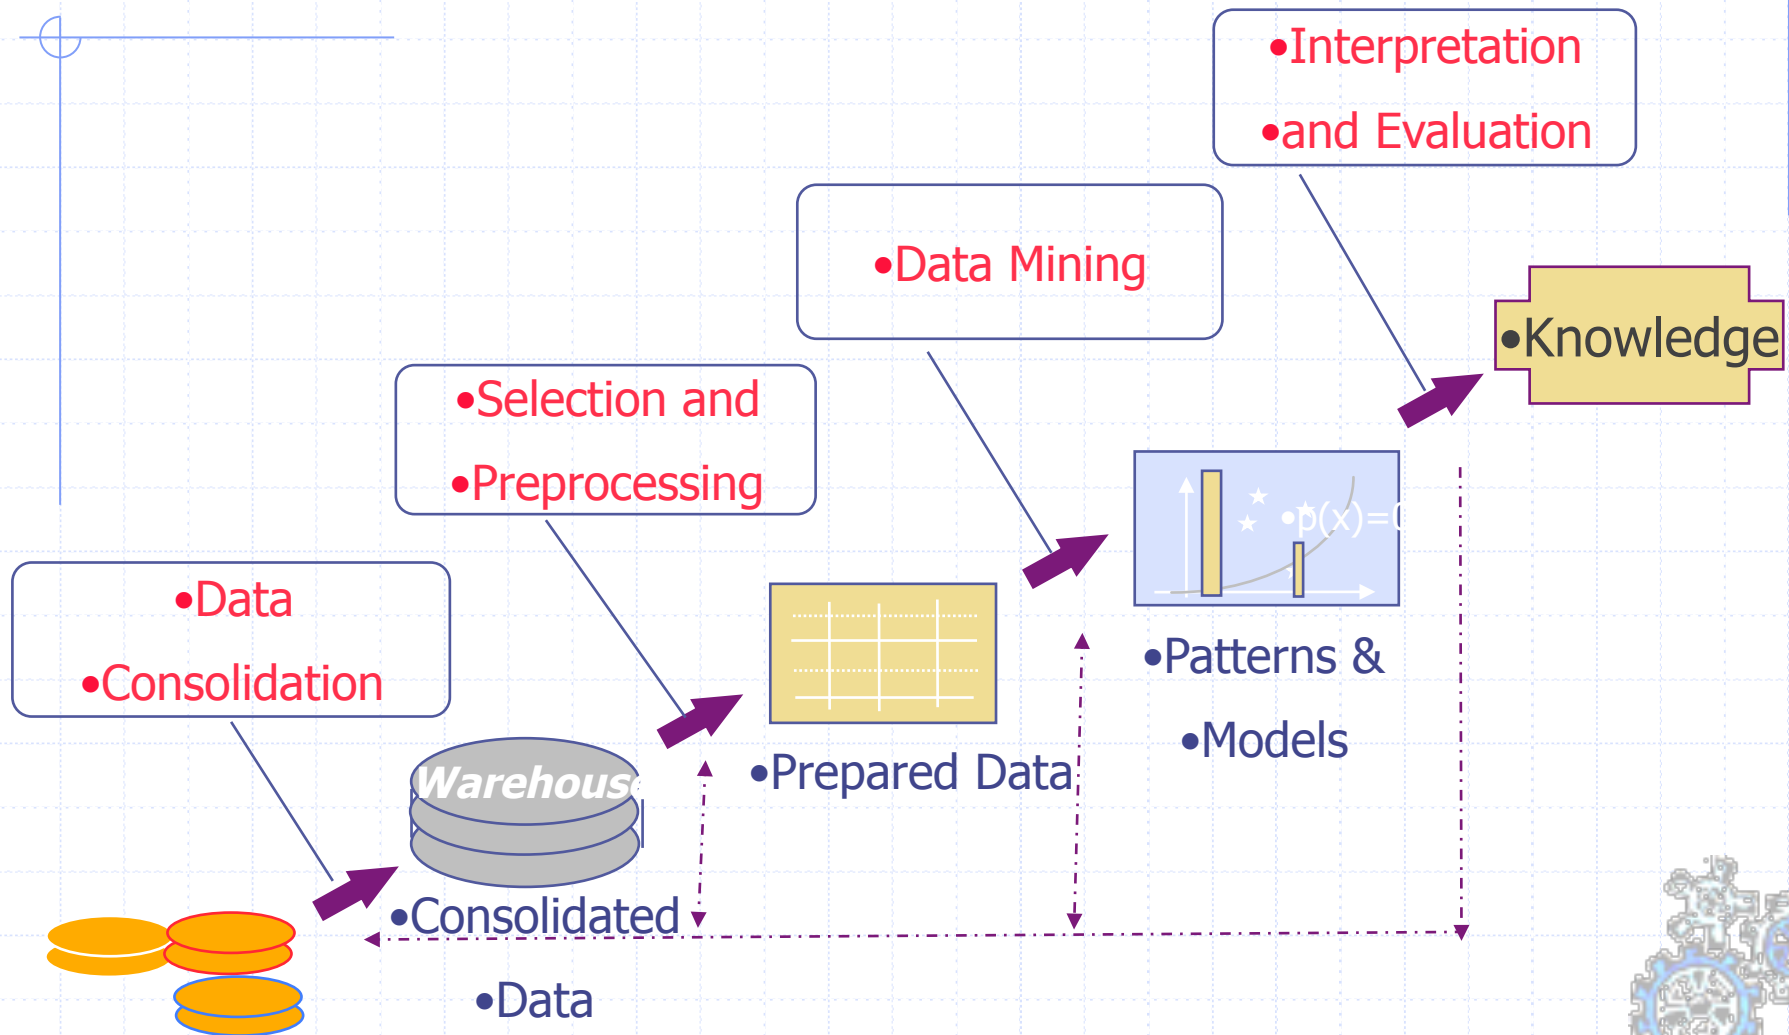 •Interpretation
•and Evaluation
•Data Mining
•Knowledge
•Selection and
•Preprocessing
•p(x)=
•Data
•Consolidation
•Patterns &
•Models
Warehouse
•Prepared Data
•Consolidated
•Data